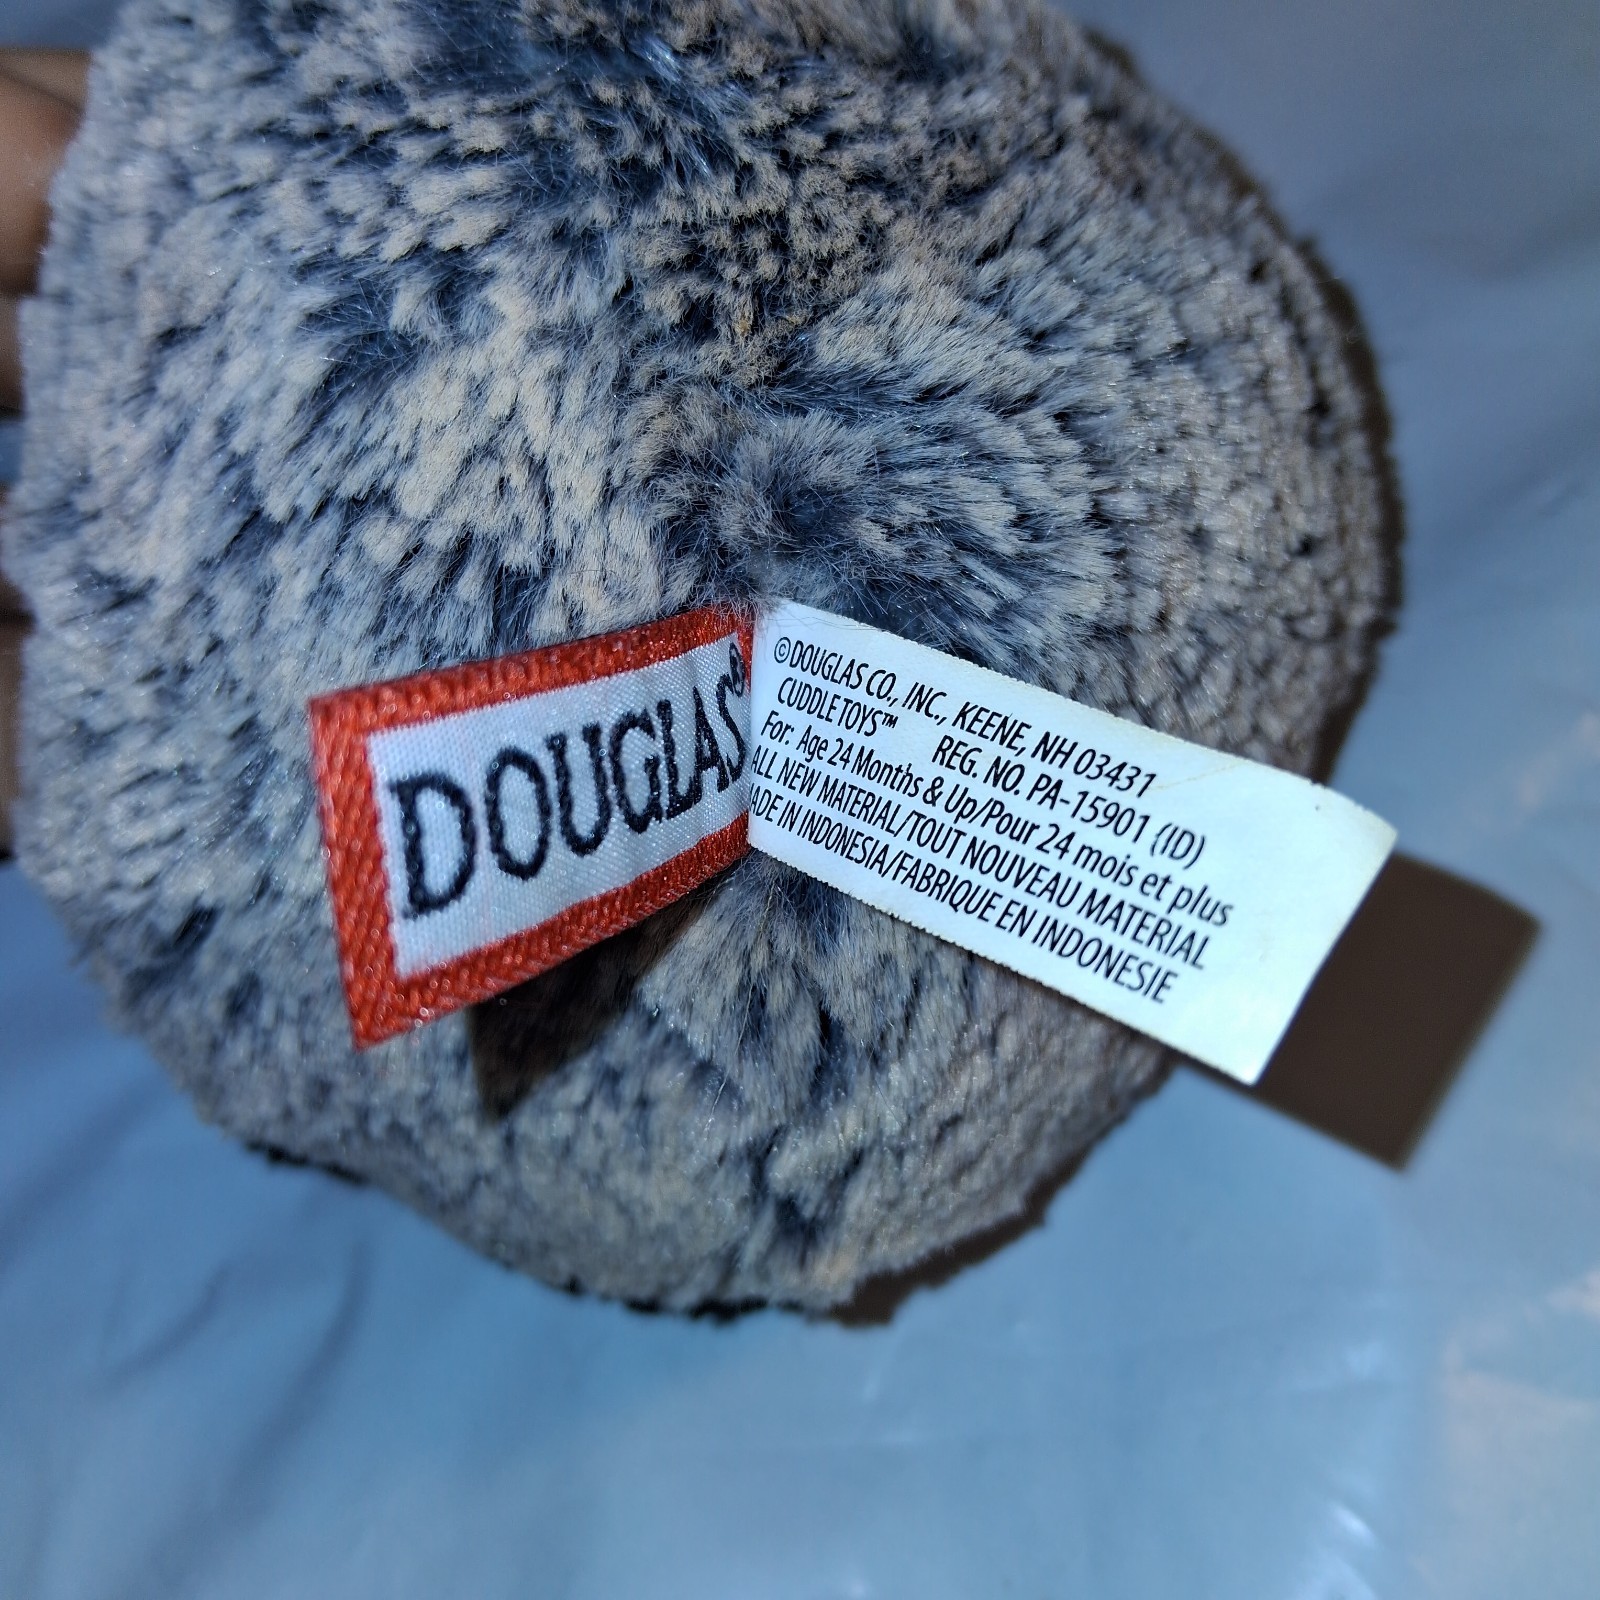 DOUGLAS®
©DOUGLAS CO., INC., KEENE, NH 03431
CUDDLE TOYS™ REG. NO. PA-15901 (ID)
For: Age 24 Months & Up/Pour 24 mois et plus
ALL NEW MATERIAL/TOUT NOUVEAU MATERIAL
ADE IN INDONESIA/FABRIQUE EN INDONESIE